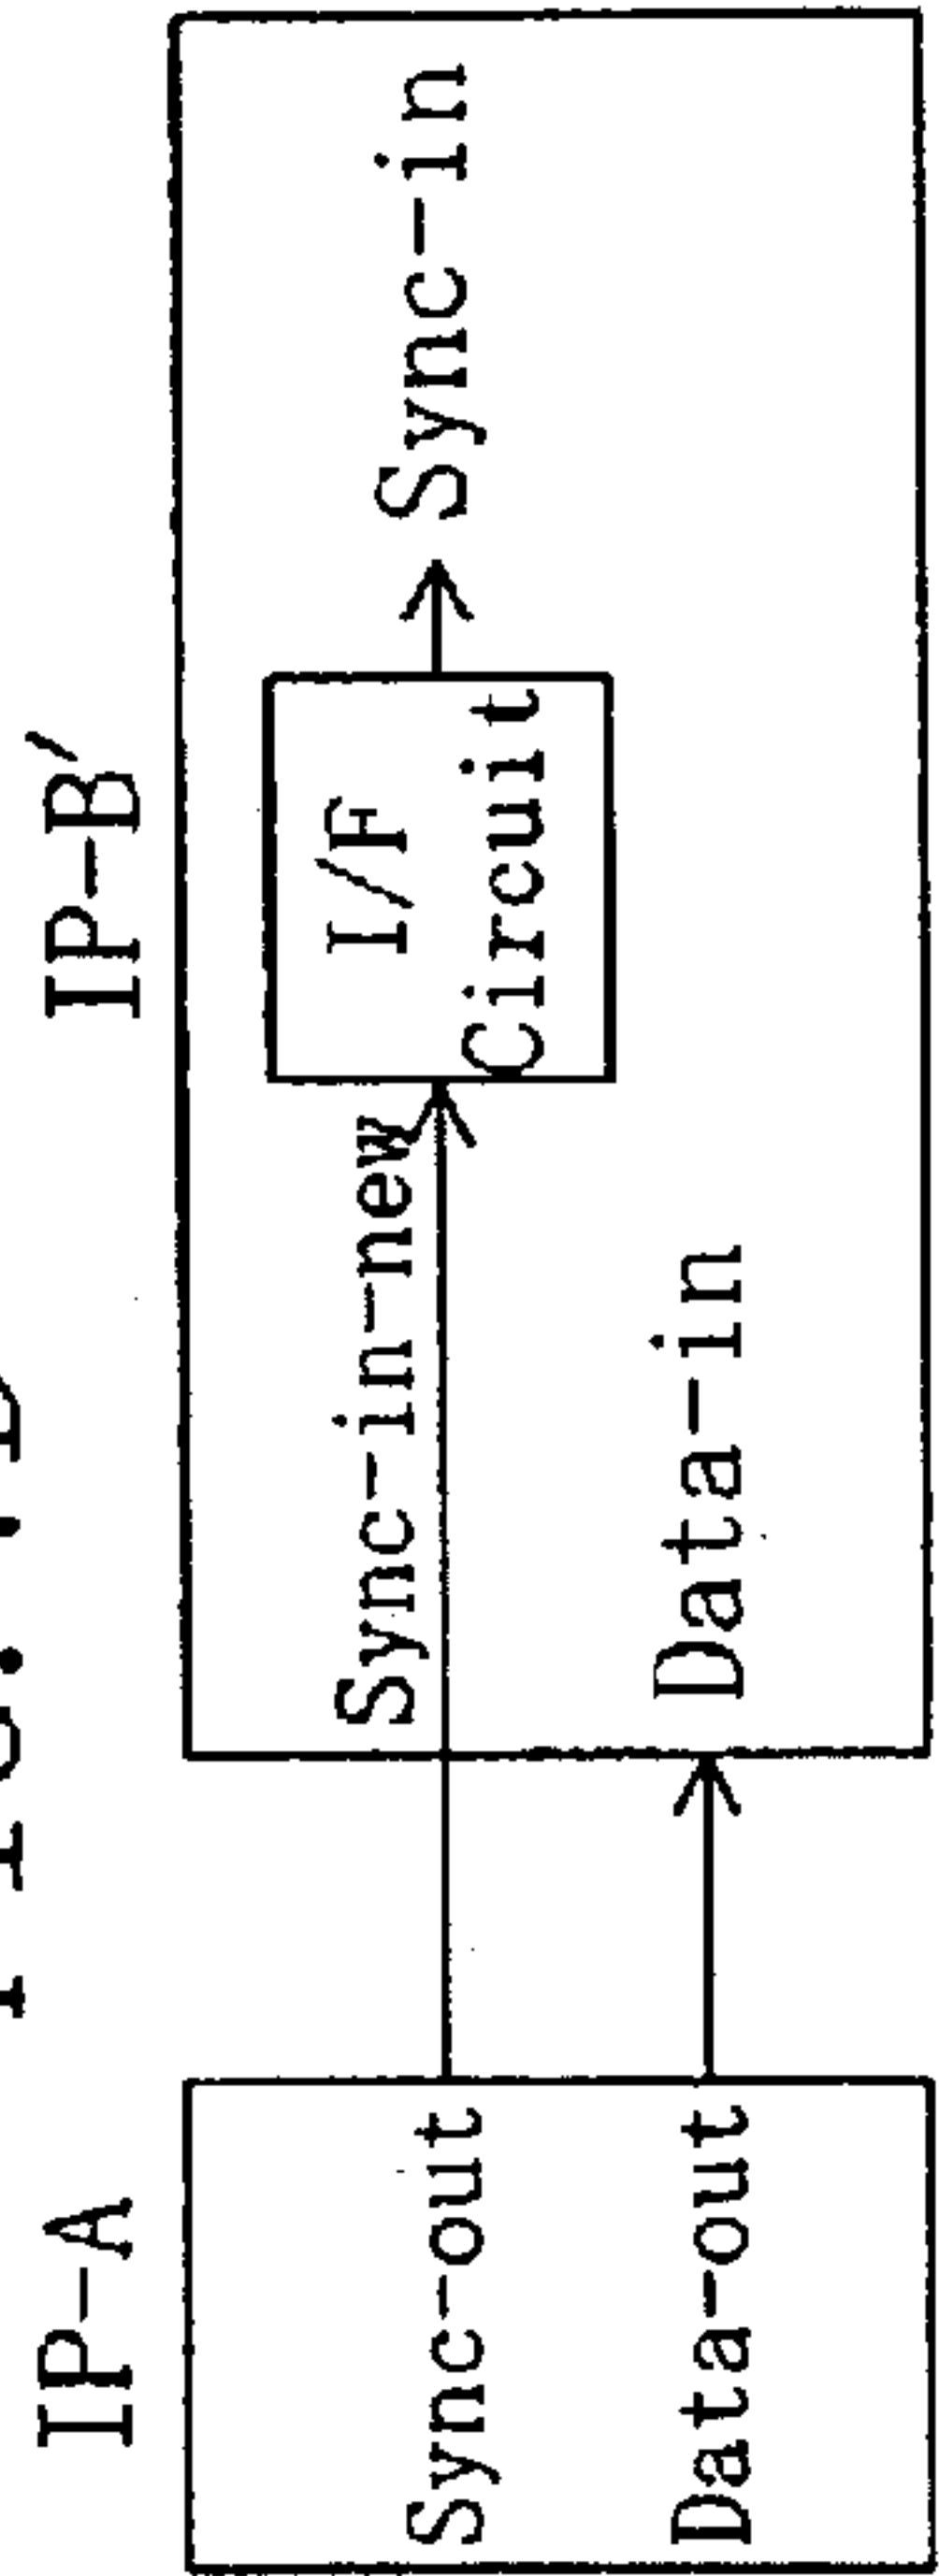 IP-A
IP-B′
Sync-out
Sync-in-new
I/F
Circuit
Sync-in
Data-out
Data-in